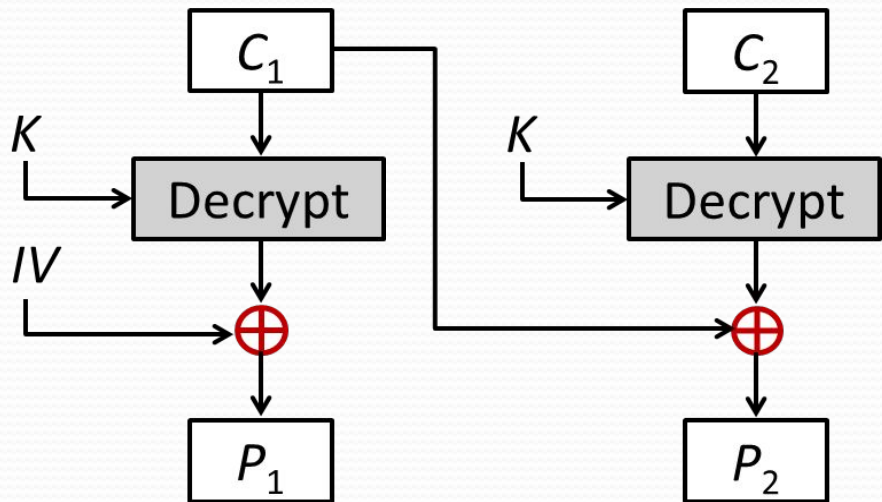 C₁ C₂
K K
Decrypt Decrypt
IV
P₁ P₂